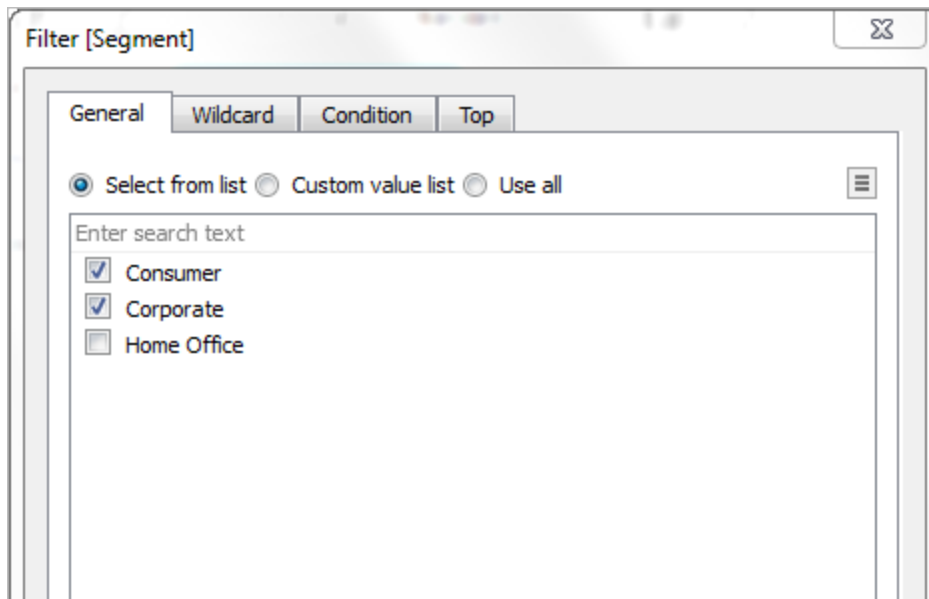 Filter [Segment]
General Wildcard Condition Top
Select from list Custom value list Use all
Enter search text
Consumer
Corporate
Home Office